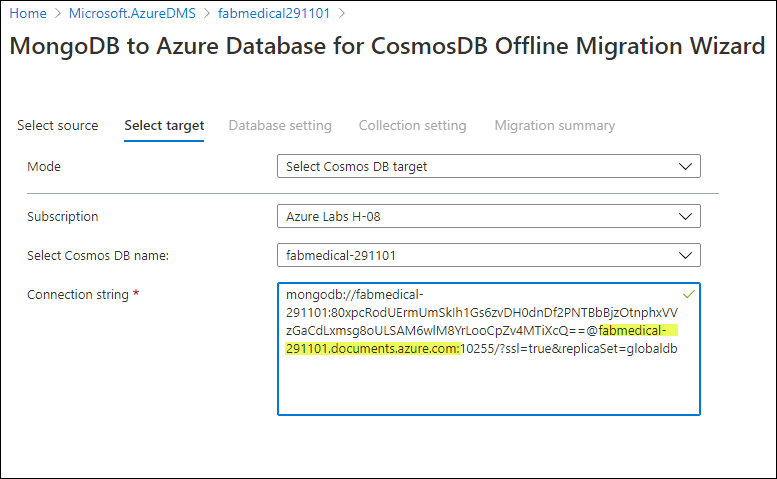 Home > Microsoft.AzureDMS > fabmedical291101 >
MongoDB to Azure Database for CosmosDB Offline Migration Wizard
Select source Select target Database setting Collection setting Migration summary
Mode Select Cosmos DB target
Subscription Azure Labs H-08
Select Cosmos DB name: fabmedical-291101
Connection string * mongodb://fabmedical-
291101:80xpcRodUErmUmSkIh1Gs6zvDH0dnDf2PNTBbBjzOtnphxVV
zGaCdLxmsg8oULSAM6wlM8YrLooCpZv4MTiXcQ==@fabmedical-
291101.documents.azure.com:10255/?ssl=true&replicaSet=globaldb